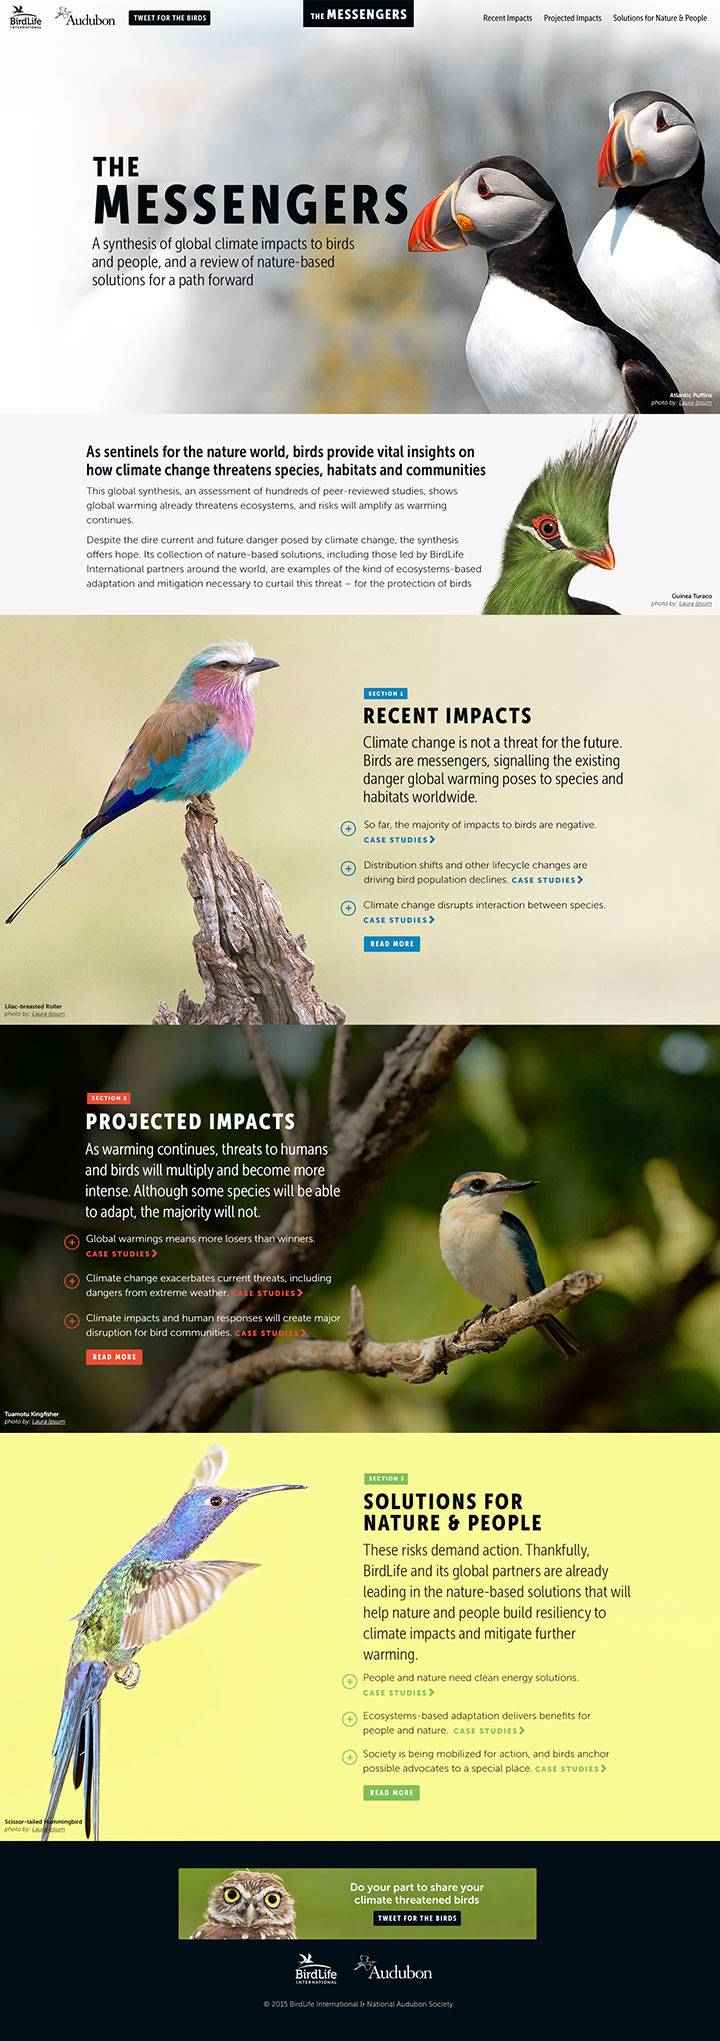 BirdLife
INTERNATIONAL
Audubon
TWEET FOR THE BIRDS
THE MESSENGERS
Recent Impacts
Projected Impacts
Solutions for Nature & People
THE
MESSENGERS
A synthesis of global climate impacts to birds
and people, and a review of nature-based
solutions for a path forward
Atlantic Puffins
photo by: Laura Ipsum
As sentinels for the nature world, birds provide vital insights on
how climate change threatens species, habitats and communities
This global synthesis, an assessment of hundreds of peer-reviewed studies, shows
global warming already threatens ecosystems, and risks will amplify as warming
continues.
Despite the dire current and future danger posed by climate change, the synthesis
offers hope. Its collection of nature-based solutions, including those led by BirdLife
International partners around the world, are examples of the kind of ecosystems-based
adaptation and mitigation necessary to curtail this threat – for the protection of birds
Guinea Turaco
photo by: Laura Ipsum
SECTION 1
RECENT IMPACTS
Climate change is not a threat for the future.
Birds are messengers, signalling the existing
danger global warming poses to species and
habitats worldwide.
So far, the majority of impacts to birds are negative.
CASE STUDIES
Distribution shifts and other lifecycle changes are
driving bird population declines. CASE STUDIES
Climate change disrupts interaction between species.
CASE STUDIES
READ MORE
Lilac-breasted Roller
photo by: Laura Ipsum
SECTION 2
PROJECTED IMPACTS
As warming continues, threats to humans
and birds will multiply and become more
intense. Although some species will be able
to adapt, the majority will not.
Global warmings means more losers than winners.
CASE STUDIES
Climate change exacerbates current threats, including
dangers from extreme weather. CASE STUDIES
Climate impacts and human responses will create major
disruption for bird communities. CASE STUDIES
READ MORE
Tuamotu Kingfisher
photo by: Laura Ipsum
SECTION 3
SOLUTIONS FOR
NATURE & PEOPLE
These risks demand action. Thankfully,
BirdLife and its global partners are already
leading in the nature-based solutions that will
help nature and people build resiliency to
climate impacts and mitigate further
warming.
People and nature need clean energy solutions.
CASE STUDIES
Ecosystems-based adaptation delivers benefits for
people and nature. CASE STUDIES
Society is being mobilized for action, and birds anchor
possible advocates to a special place. CASE STUDIES
READ MORE
Scissor-tailed Hummingbird
photo by: Laura Ipsum
Do your part to share your
climate threatened birds
TWEET FOR THE BIRDS
BirdLife
INTERNATIONAL
Audubon
© 2015 BirdLife International & National Audubon Society